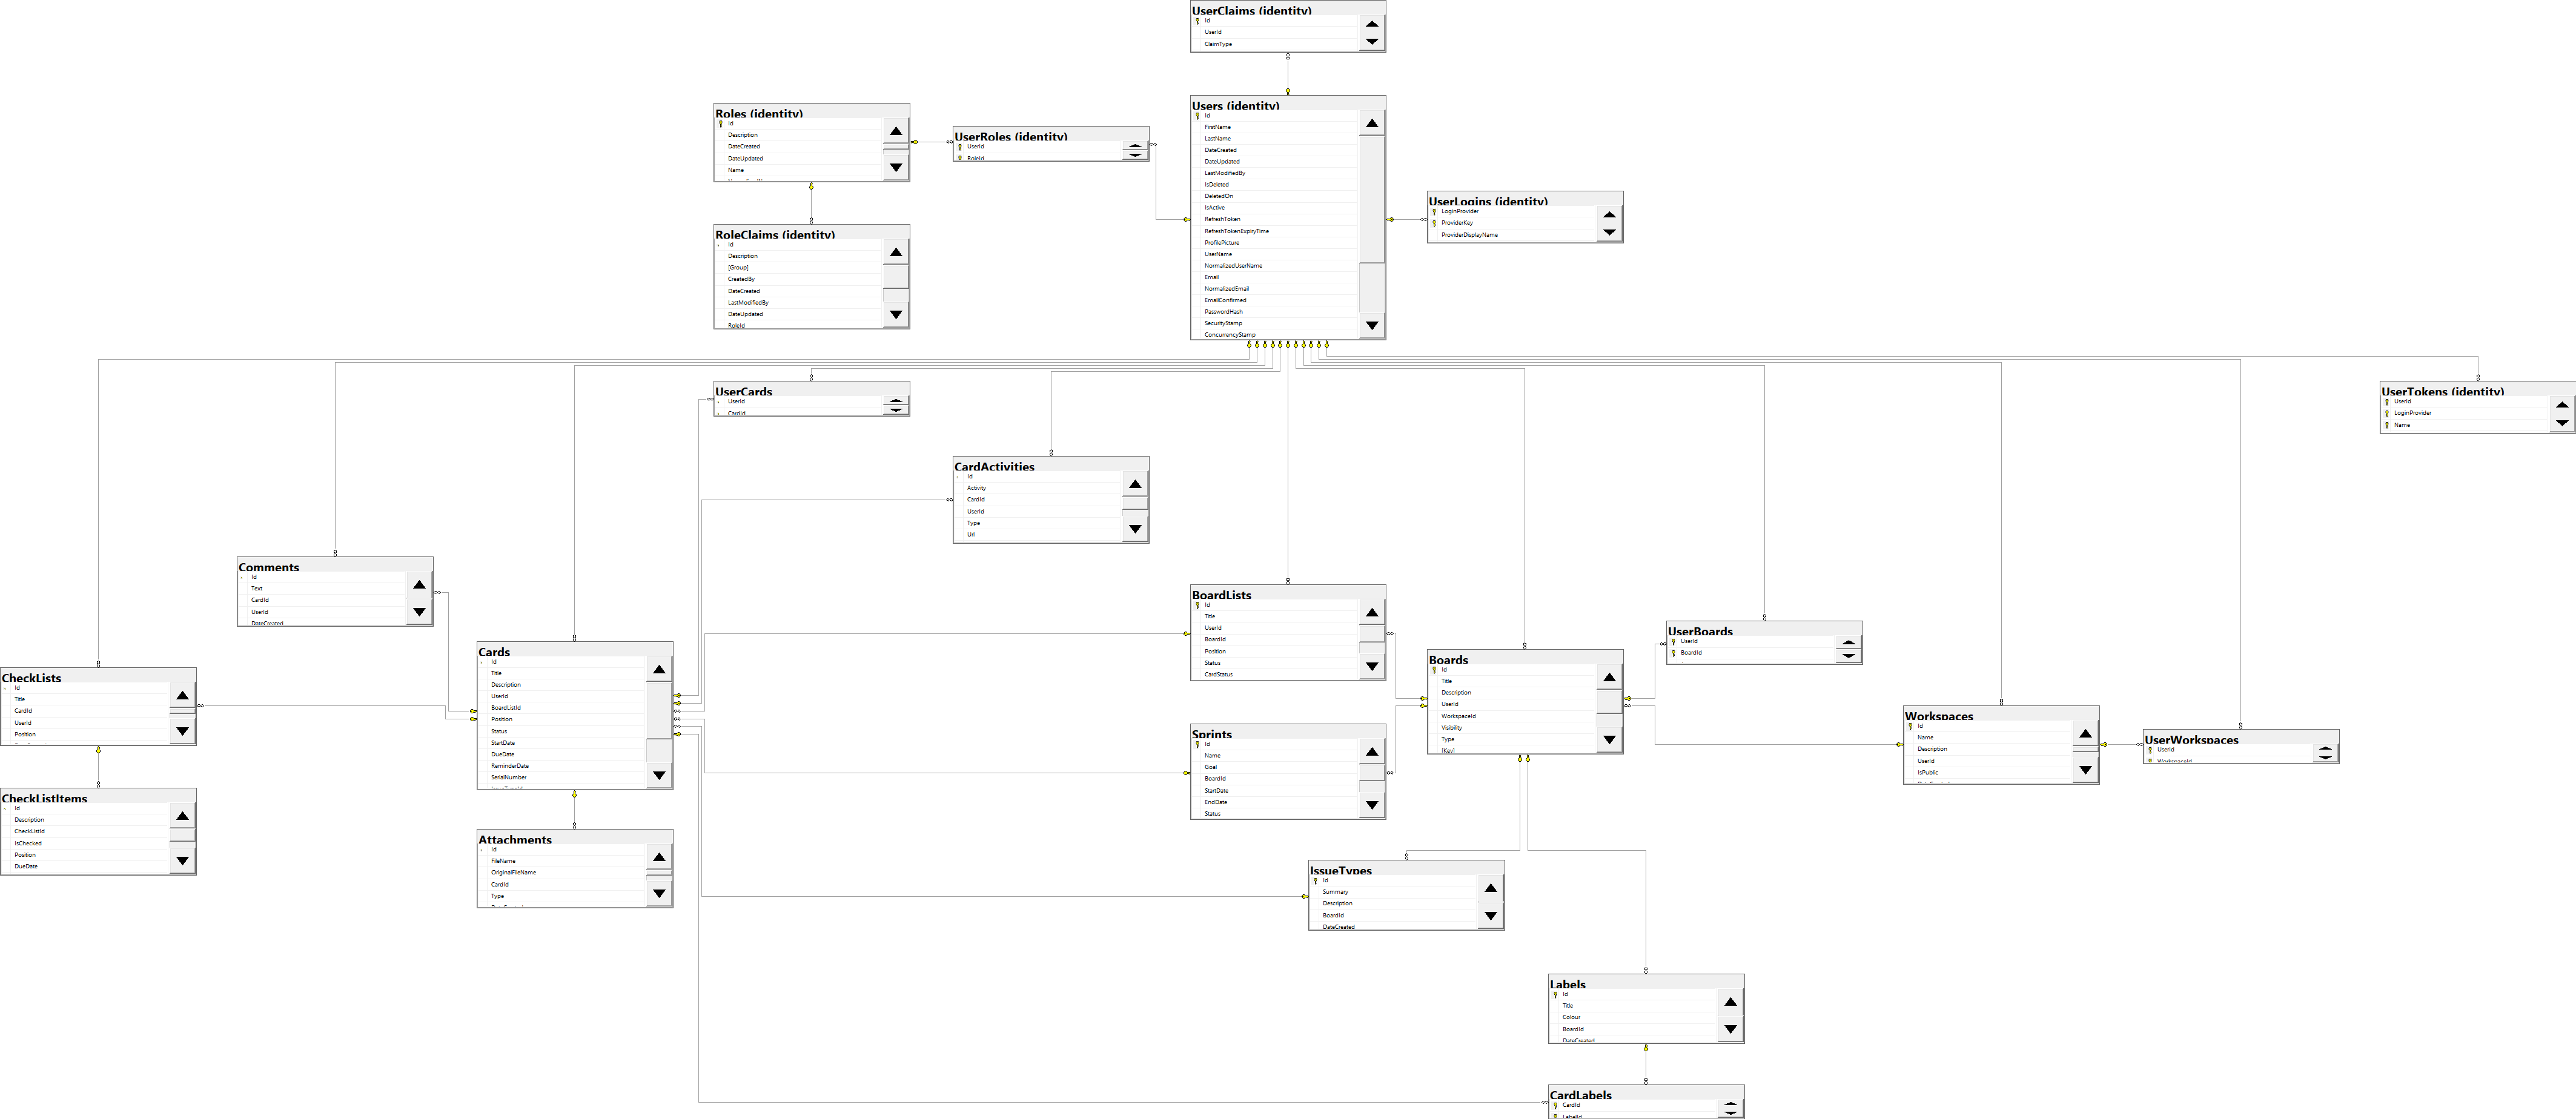 UserClaims (identity)
Id
UserId
ClaimType
Users (identity)
Id
FirstName
LastName
DateCreated
DateUpdated
LastModifiedBy
IsDeleted
DeletedOn
IsActive
RefreshToken
RefreshTokenExpiryTime
ProfilePicture
UserName
NormalizedUserName
Email
NormalizedEmail
EmailConfirmed
PasswordHash
SecurityStamp
ConcurrencyStamp
Roles (identity)
Id
Description
DateCreated
DateUpdated
Name
UserRoles (identity)
UserId
RoleId
RoleClaims (identity)
Id
Description
[Group]
CreatedBy
DateCreated
LastModifiedBy
DateUpdated
RoleId
UserLogins (identity)
LoginProvider
ProviderKey
ProviderDisplayName
UserCards
UserId
CardId
UserTokens (identity)
UserId
LoginProvider
Name
CardActivities
Id
Activity
CardId
UserId
Type
Url
Comments
Id
Text
CardId
UserId
DateCreated
BoardLists
Id
Title
UserId
BoardId
Position
Status
CardStatus
UserBoards
UserId
BoardId
Cards
Id
Title
Description
UserId
BoardListId
Position
Status
StartDate
DueDate
ReminderDate
SerialNumber
Boards
Id
Title
Description
UserId
WorkspaceId
Visibility
Type
[Key]
CheckLists
Id
Title
CardId
UserId
Position
Workspaces
Id
Name
Description
UserId
IsPublic
UserWorkspaces
UserId
WorkspaceId
Sprints
Id
Name
Goal
BoardId
StartDate
EndDate
Status
CheckListItems
Id
Description
CheckListId
IsChecked
Position
DueDate
Attachments
Id
FileName
OriginalFileName
CardId
Type
IssueTypes
Id
Summary
Description
BoardId
DateCreated
Labels
Id
Title
Colour
BoardId
DateCreated
CardLabels
CardId
LabelId